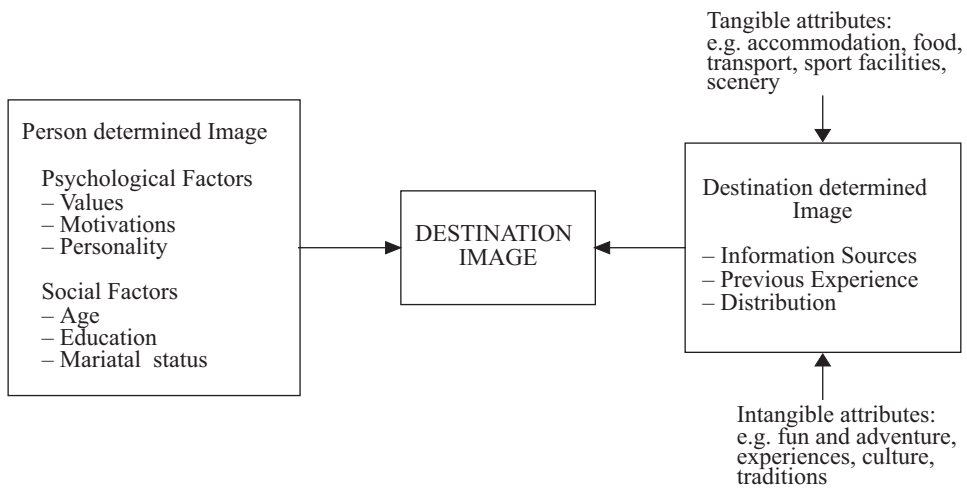 Tangible attributes:
e.g. accommodation, food,
transport, sport facilities,
scenery
Person determined Image
Psychological Factors
– Values
– Motivations
– Personality
Social Factors
– Age
– Education
– Mariatal status
DESTINATION
IMAGE
Destination determined
Image
– Information Sources
– Previous Experience
– Distribution
Intangible attributes:
e.g. fun and adventure,
experiences, culture,
traditions